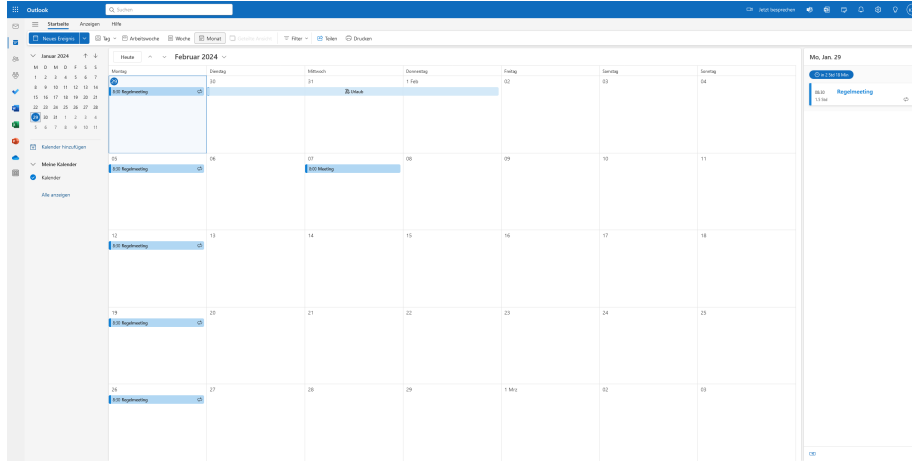 Outlook
Suchen
Jetzt besprechen
Startseite Anzeigen Hilfe
Neues Ereignis Tag Arbeitswoche Woche Monat Filter Teilen Drucken
Januar 2024
M D M D F S S
1 2 3 4 5 6 7
8 9 10 11 12 13 14
15 16 17 18 19 20 21
22 23 24 25 26 27 28
29 30 31 1 2 3 4
5 6 7 8 9 10 11
Kalender hinzufügen
Meine Kalender
Kalender
Alle anzeigen
Heute Februar 2024
Montag Dienstag Mittwoch Donnerstag Freitag Samstag Sonntag
29 30 31 1 Feb 02 03 04
8:30 Regelmeeting Urlaub
05 06 07 08 09 10 11
8:30 Regelmeeting 8:00 Meeting
12 13 14 15 16 17 18
8:30 Regelmeeting
19 20 21 22 23 24 25
8:30 Regelmeeting
26 27 28 29 1 Mrz 02 03
8:30 Regelmeeting
Mo, Jan. 29
08:30 Regelmeeting